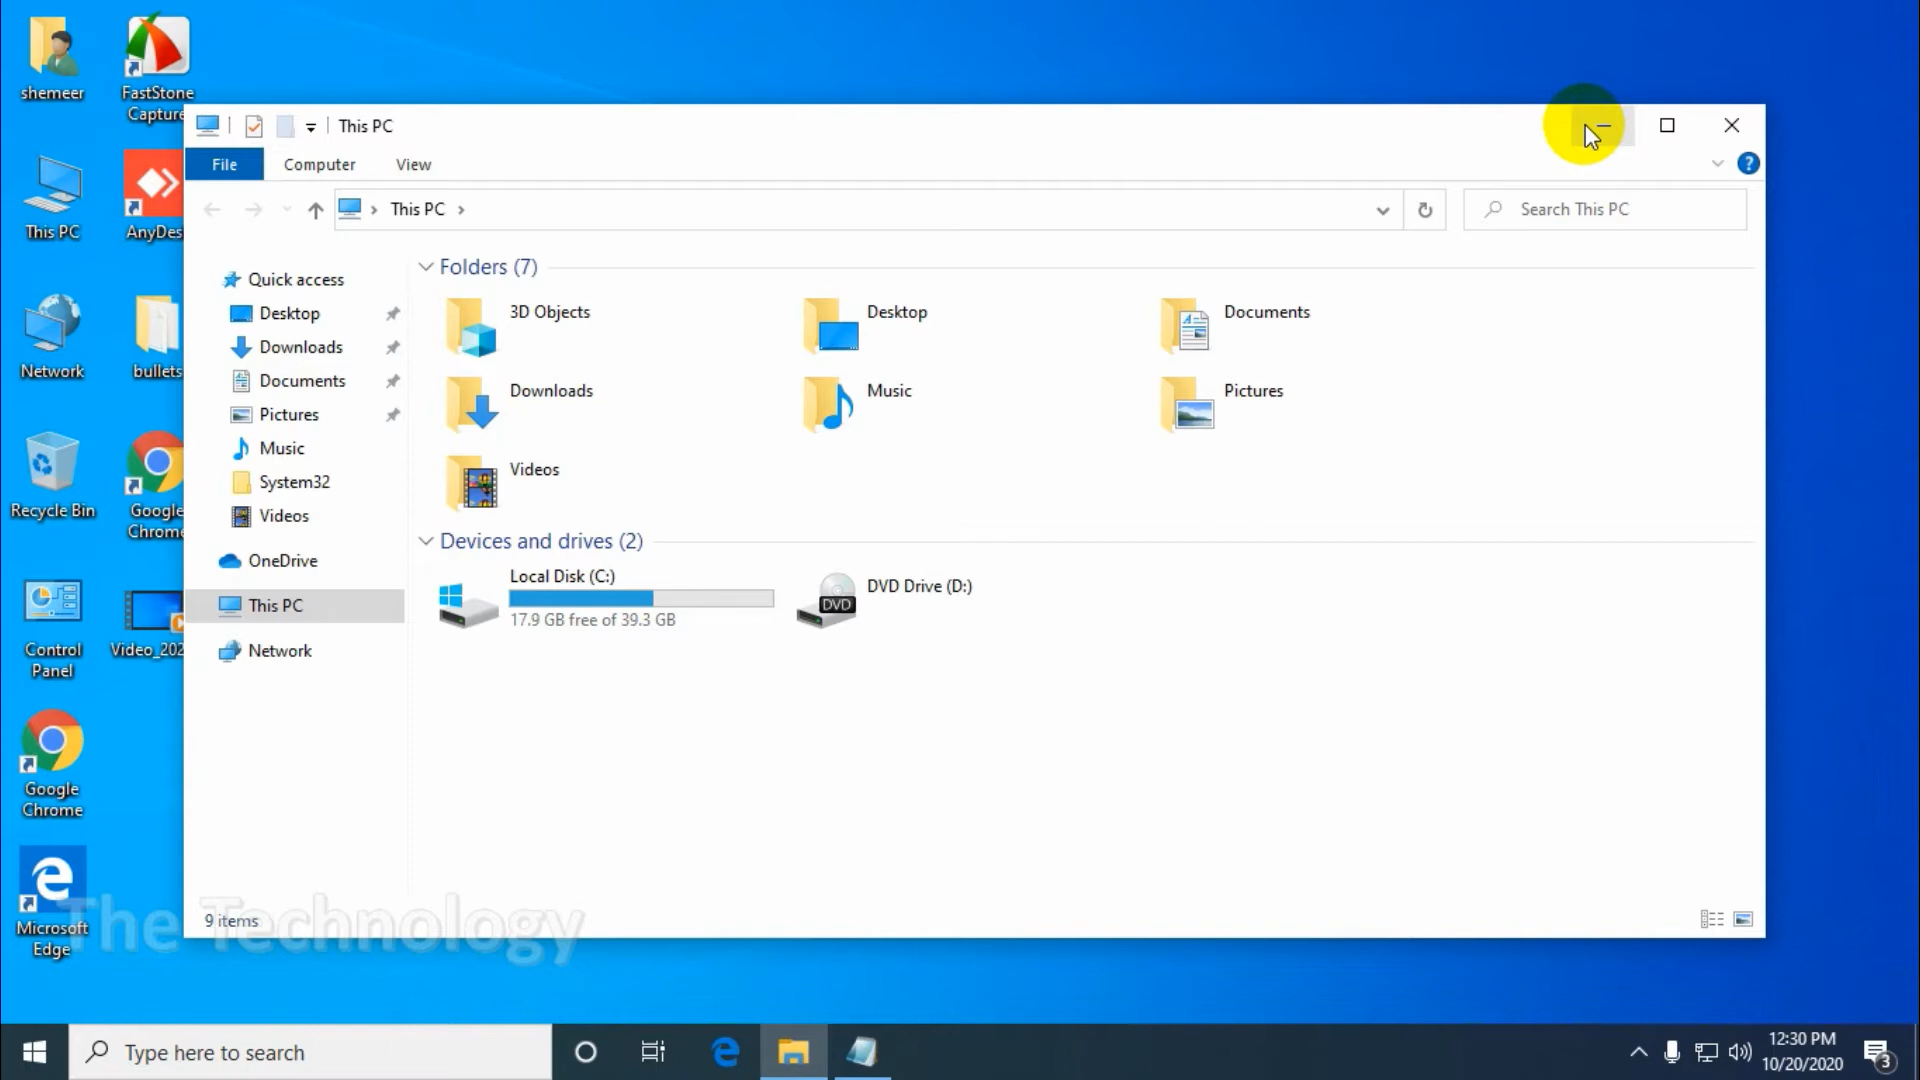 shemeer
FastStone
Capture
This PC
AnyDes
Network
bullets
Recycle Bin
Google
Chrome
Control
Panel
Video_202
Google
Chrome
Microsoft
Edge
This PC
File
Computer
View
This PC
Search This PC
Quick access
Desktop
Downloads
Documents
Pictures
Music
System32
Videos
OneDrive
This PC
Network
Folders (7)
3D Objects
Desktop
Documents
Downloads
Music
Pictures
Videos
Devices and drives (2)
Local Disk (C:)
17.9 GB free of 39.3 GB
DVD
DVD Drive (D:)
9 items
The Technology
Type here to search
12:30 PM
10/20/2020
3